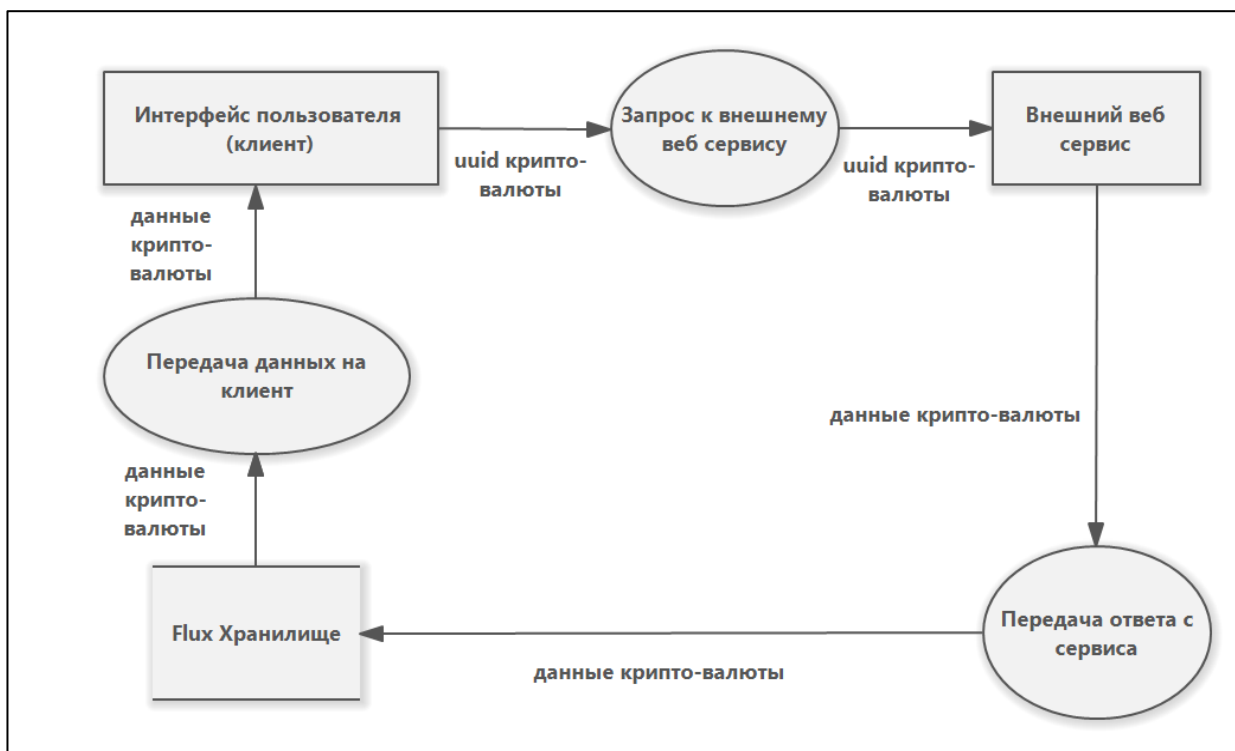 Интерфейс пользователя
(клиент)
Запрос к внешнему
веб сервису
Внешний веб
сервис
uuid крипто-
валюты
uuid крипто-
валюты
данные
крипто-
валюты
Передача данных на
клиент
данные крипто-валюты
данные
крипто-
валюты
Flux Хранилище
Передача ответа с
сервиса
данные крипто-валюты